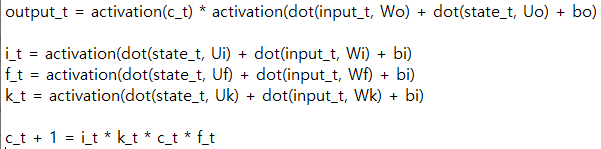 output_t = activation(c_t) * activation(dot(input_t, Wo) + dot(state_t, Uo) + bo)
i_t = activation(dot(state_t, Ui) + dot(input_t, Wi) + bi)
f_t = activation(dot(state_t, Uf) + dot(input_t, Wf) + bi)
k_t = activation(dot(state_t, Uk) + dot(input_t, Wk) + bi)
c_t + 1 = i_t * k_t * c_t * f_t